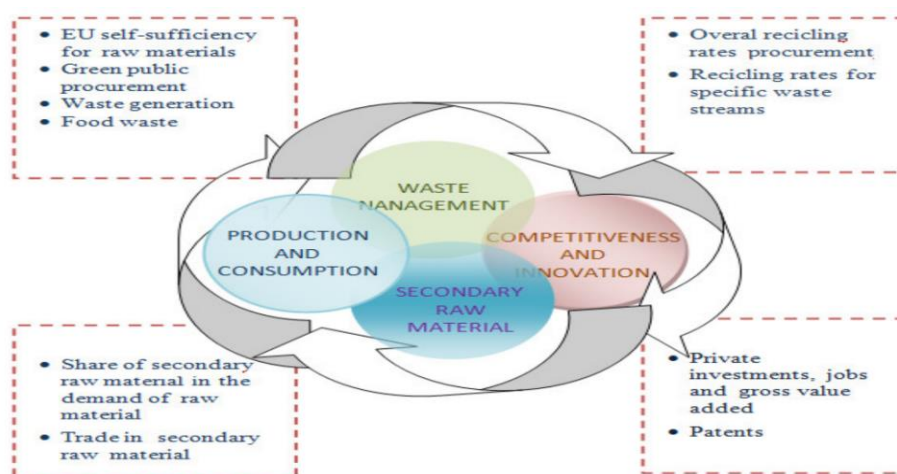 • EU self-sufficiency
for raw materials
• Green public
procurement
• Waste generation
• Food waste
• Overal recicling
rates procurement
• Recicling rates for
specific waste
streams
WASTE
NANAGEMENT
PRODUCTION
AND
CONSUMPTION
COMPETITIVENESS
AND
INNOVATION
SECONDARY
RAW
MATERIAL
• Share of secondary
raw material in the
demand of raw
material
• Trade in secondary
raw material
• Private
investments, jobs
and gross value
added
• Patents